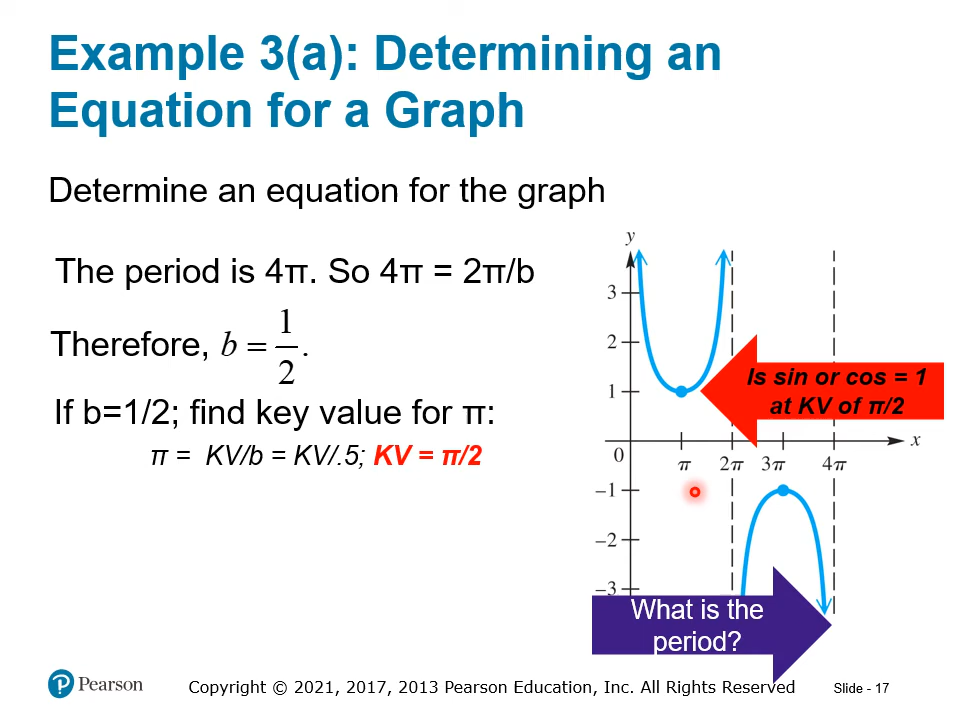 Example 3(a): Determining an
Equation for a Graph
Determine an equation for the graph
The period is 4π. So 4π = 2π/b
Therefore, b = 1/2.
If b=1/2; find key value for π:
π = KV/b = KV/.5; KV = π/2
y
3
2
1
Is sin or cos = 1
at KV of π/2
x
0
π
2π
3π
4π
−1
−2
−3
What is the
period?
Pearson
Copyright © 2021, 2017, 2013 Pearson Education, Inc. All Rights Reserved
Slide - 17